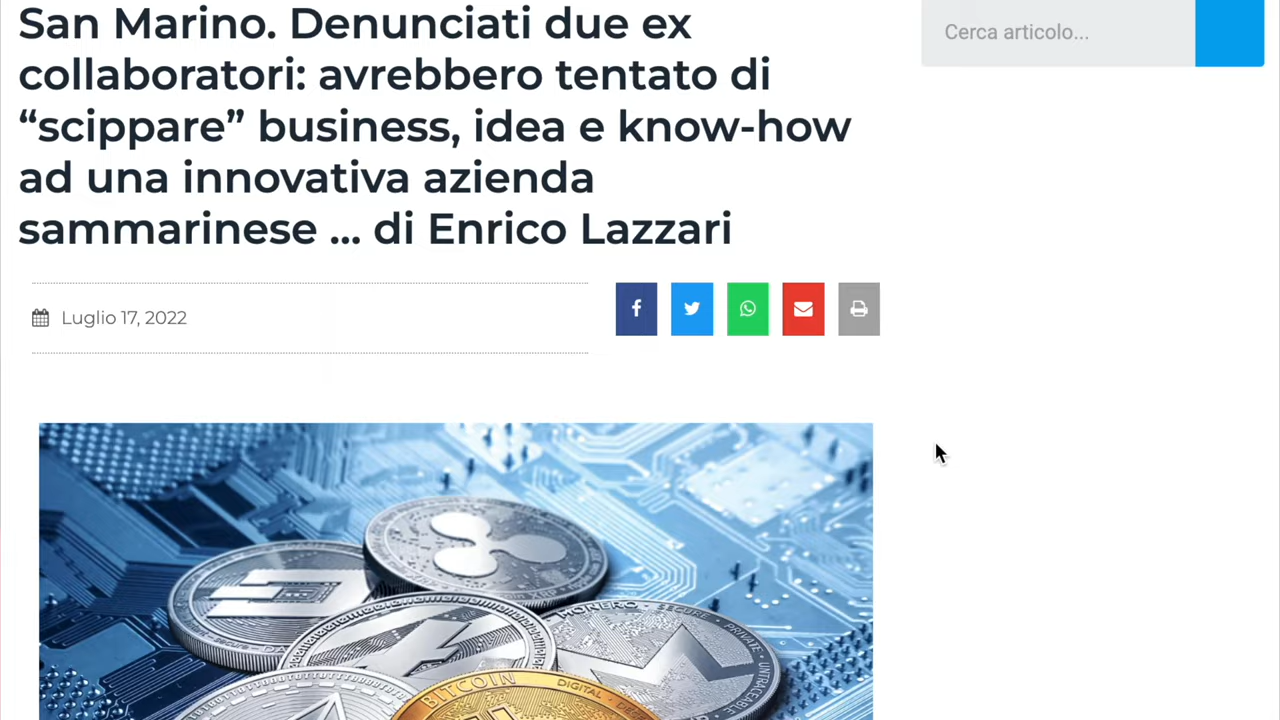 San Marino. Denunciati due ex
collaboratori: avrebbero tentato di
“scippare” business, idea e know-how
ad una innovativa azienda
sammarinese ... di Enrico Lazzari
Cerca articolo...
Luglio 17, 2022
MONERO
SECURE
PRIVATE
UNTRACEABLE
BITCOIN
DIGITAL